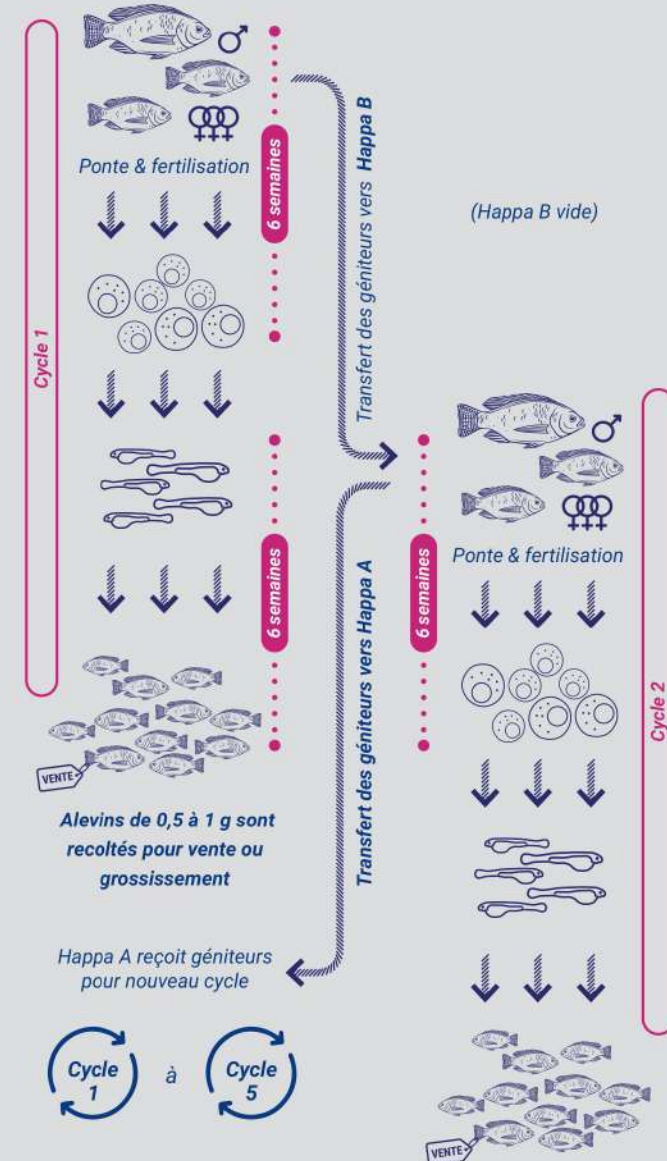 Cycle 1
Ponte & fertilisation
6 semaines
6 semaines
VENTE
Alevins de 0,5 à 1 g sont
recoltés pour vente ou
grossissement
Happa A reçoit géniteurs
pour nouveau cycle
Cycle
1
à
Cycle
5
Transfert des géniteurs vers Happa B
Transfert des géniteurs vers Happa A
(Happa B vide)
6 semaines
Ponte & fertilisation
Cycle 2
VENTE